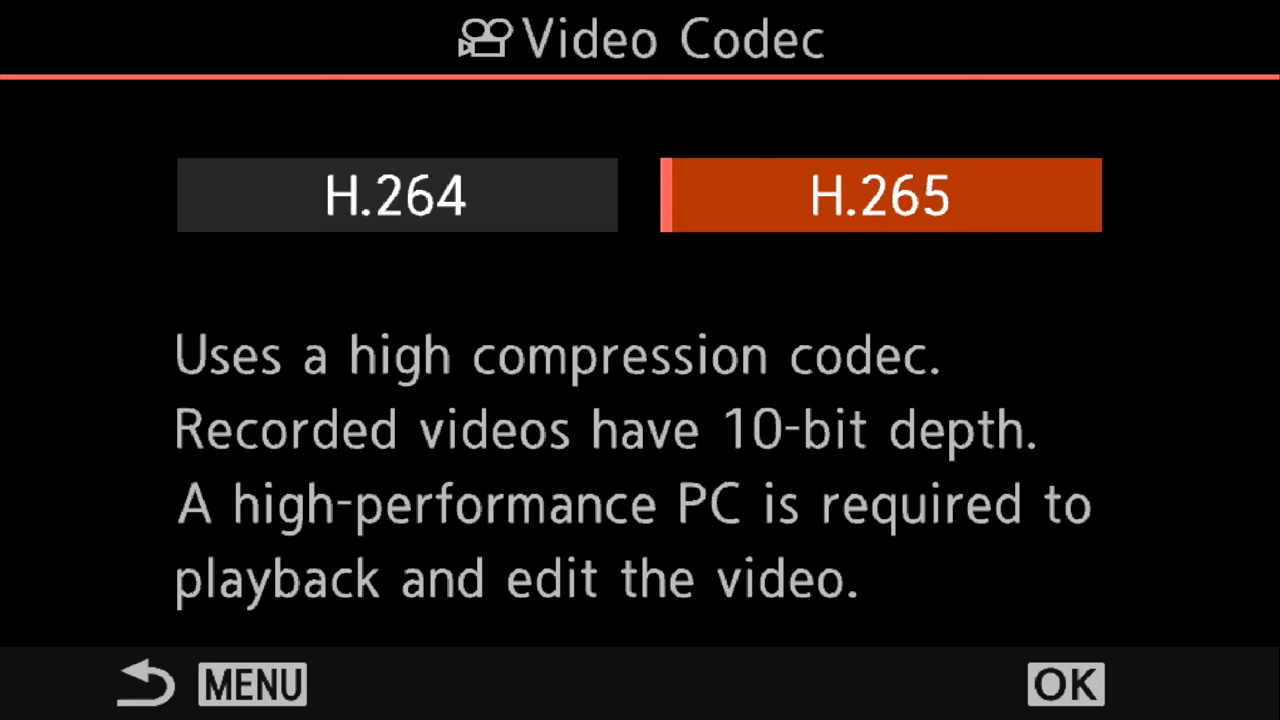 Video Codec
H.264 H.265
Uses a high compression codec.
Recorded videos have 10-bit depth.
A high-performance PC is required to
playback and edit the video.
MENU OK